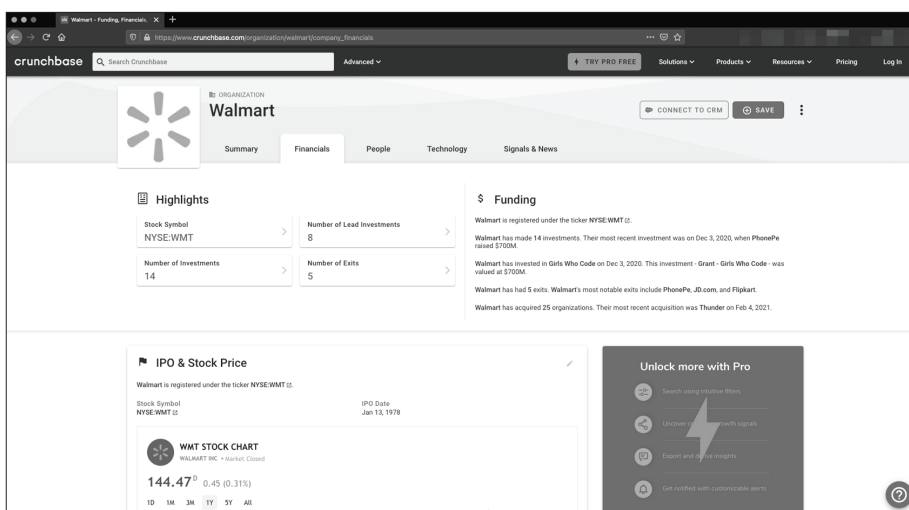 Walmart - Funding, Financials,
https://www.crunchbase.com/organization/walmart/company_financials
crunchbase Search Crunchbase Advanced TRY PRO FREE Solutions Products Resources Pricing Log In
ORGANIZATION
Walmart
CONNECT TO CRM SAVE
Summary Financials People Technology Signals & News
Highlights
Stock Symbol
NYSE:WMT
Number of Lead Investments
8
Number of Investments
14
Number of Exits
5
$ Funding
Walmart is registered under the ticker NYSE:WMT.
Walmart has made 14 investments. Their most recent investment was on Dec 3, 2020, when PhonePe
raised $700M.
Walmart has invested in Girls Who Code on Dec 3, 2020. This investment - Grant - Girls Who Code - was
valued at $700M.
Walmart has had 5 exits. Walmart's most notable exits include PhonePe, JD.com, and Flipkart.
Walmart has acquired 25 organizations. Their most recent acquisition was Thunder on Feb 4, 2021.
IPO & Stock Price
Walmart is registered under the ticker NYSE:WMT.
Stock Symbol
NYSE:WMT
IPO Date
Jan 13, 1978
WMT STOCK CHART
WALMART INC • Market Closed
144.47 D 0.45 (0.31%)
1D 1M 3M 1Y 5Y All
Unlock more with Pro
Search using intuitive filters
Uncover growth signals
Export and derive insights
Get notified with customizable alerts